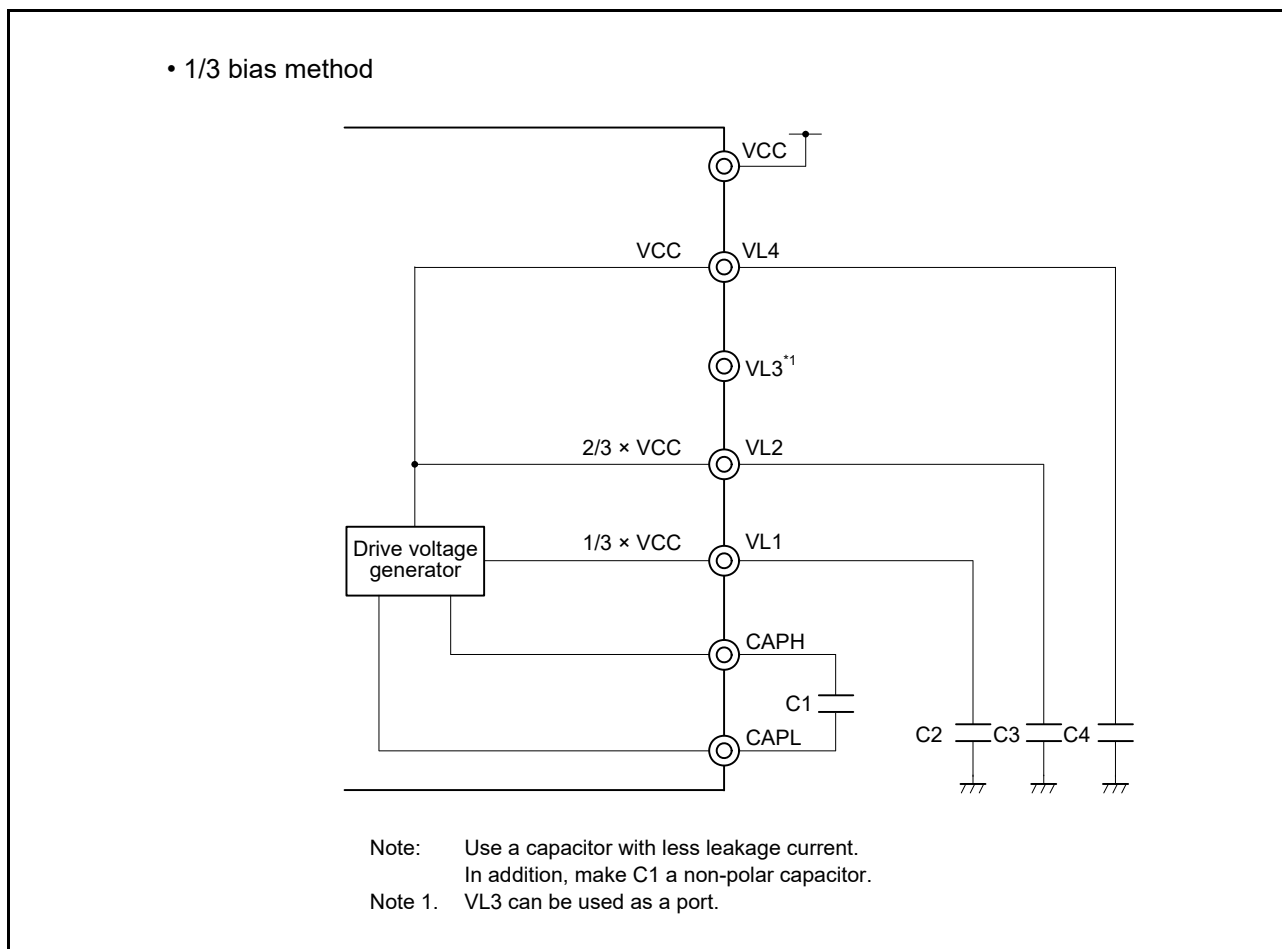 • 1/3 bias method
VCC
VCC VL4
VL3*1
2/3 × VCC VL2
1/3 × VCC VL1
Drive voltage
generator
CAPH
C1
CAPL
C2 C3 C4
Note: Use a capacitor with less leakage current.
In addition, make C1 a non-polar capacitor.
Note 1. VL3 can be used as a port.